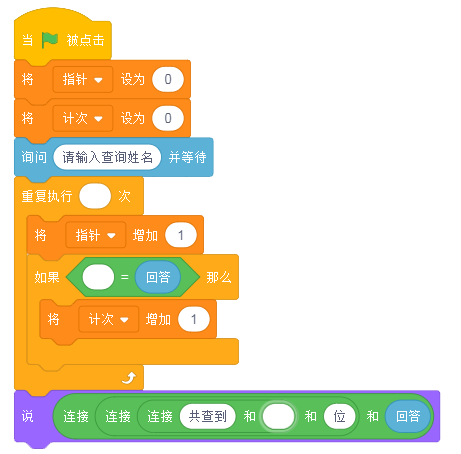 当 被点击
将 指针 设为 0
将 计次 设为 0
询问 请输入查询姓名 并等待
重复执行 次
将 指针 增加 1
如果 = 回答 那么
将 计次 增加 1
说 连接 连接 连接 共查到 和 和 位 和 回答